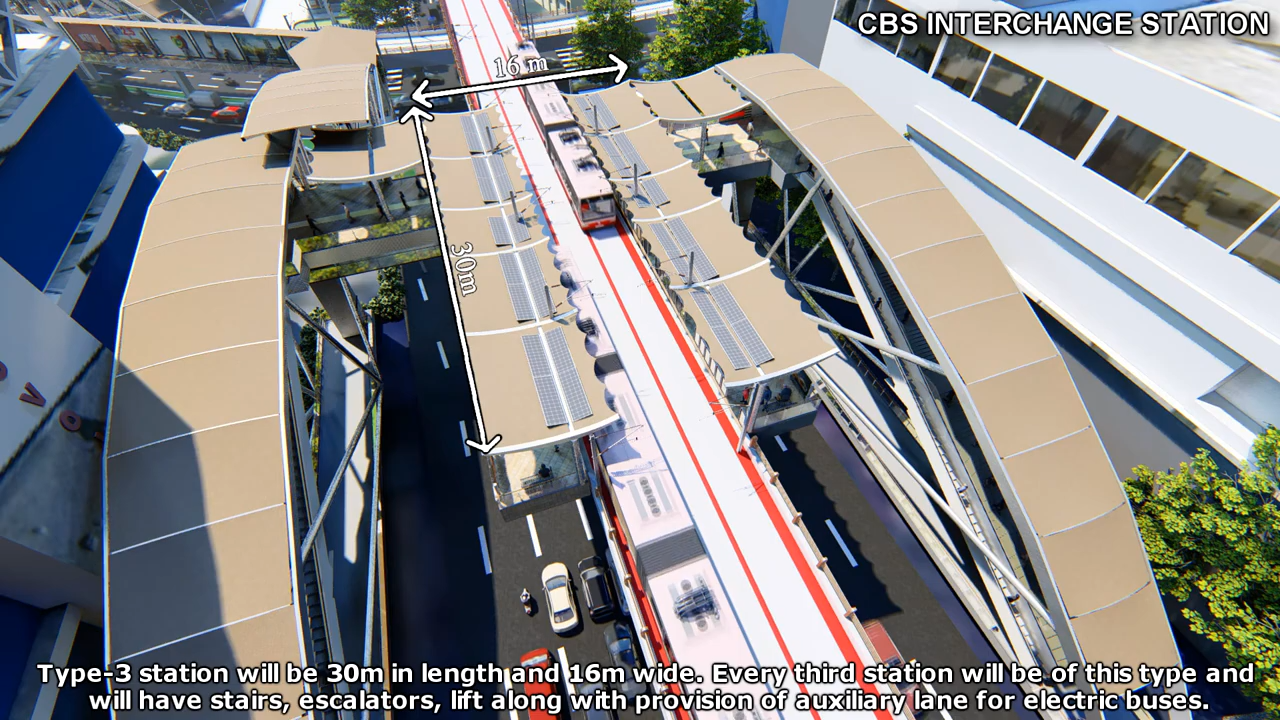 CBS INTERCHANGE STATION
16 m
30m
Type-3 station will be 30m in length and 16m wide. Every third station will be of this type and
will have stairs, escalators, lift along with provision of auxiliary lane for electric buses.